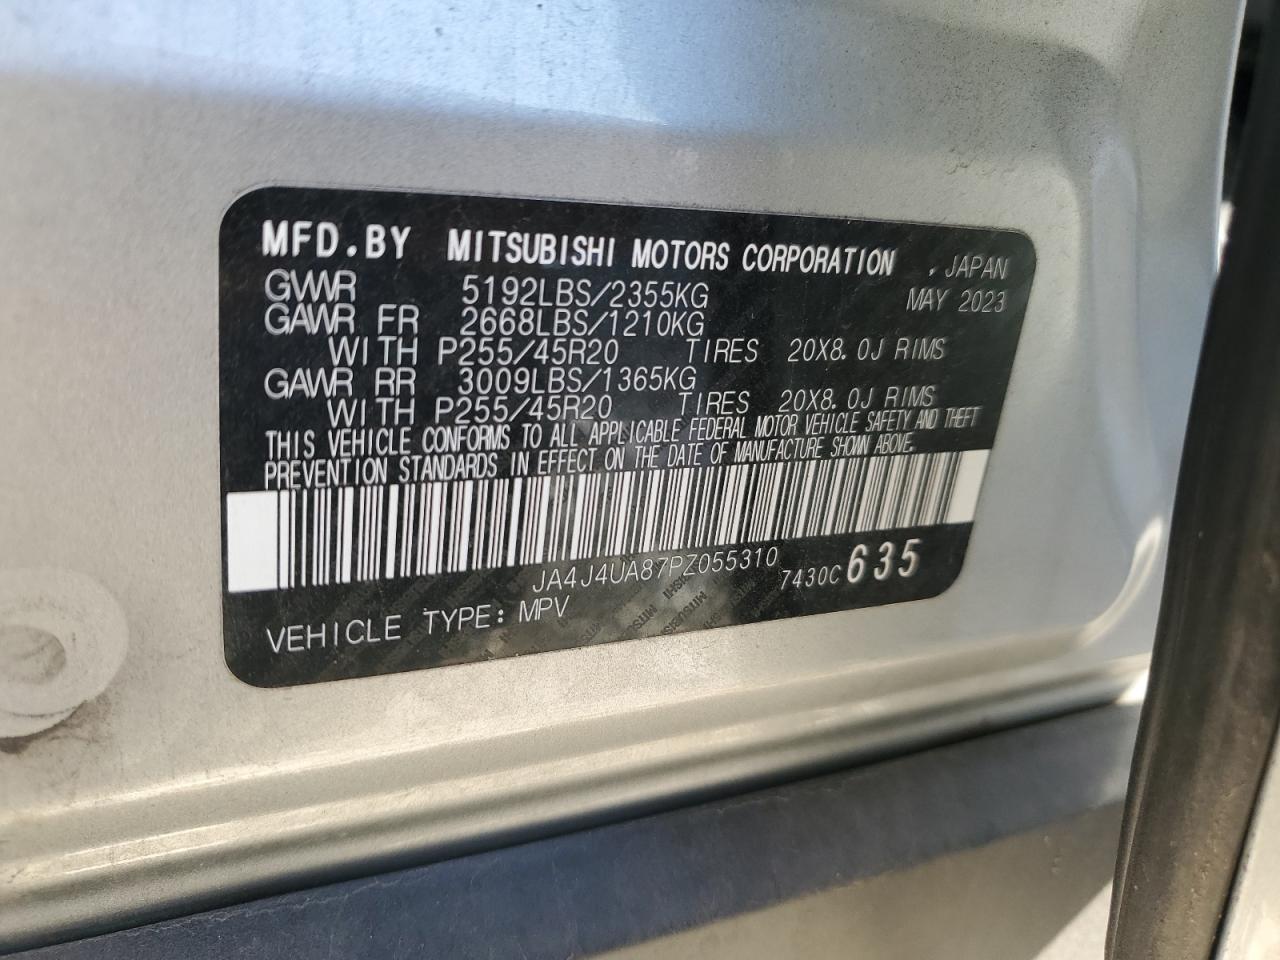 MFD.BY MITSUBISHI MOTORS CORPORATION , JAPAN
GVWR 5192LBS/2355KG MAY 2023
GAWR FR 2668LBS/1210KG
WITH P255/45R20 TIRES 20X8.0J RIMS
GAWR RR 3009LBS/1365KG
WITH P255/45R20 TIRES 20X8.0J RIMS
THIS VEHICLE CONFORMS TO ALL APPLICABLE FEDERAL MOTOR VEHICLE SAFETY AND THEFT
PREVENTION STANDARDS IN EFFECT ON THE DATE OF MANUFACTURE SHOWN ABOVE.
JA4J4UA87PZ055310 7430C 635
VEHICLE TYPE: MPV